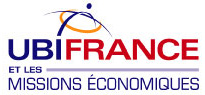 UBIFRANCE
ET LES
MISSIONS ÉCONOMIQUES